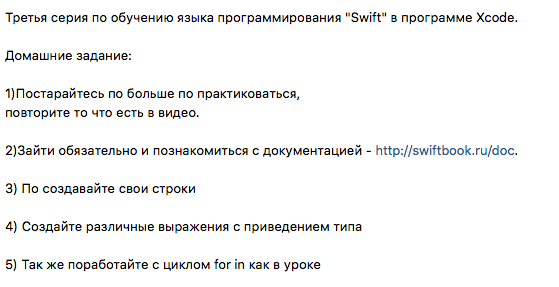 Третья серия по обучению языка программирования "Swift" в программе Xcode.
Домашние задание:
1)Постарайтесь по больше по практиковаться,
повторите то что есть в видео.
2)Зайти обязательно и познакомиться с документацией - http://swiftbook.ru/doc.
3) По создавайте свои строки
4) Создайте различные выражения с приведением типа
5) Так же поработайте с циклом for in как в уроке